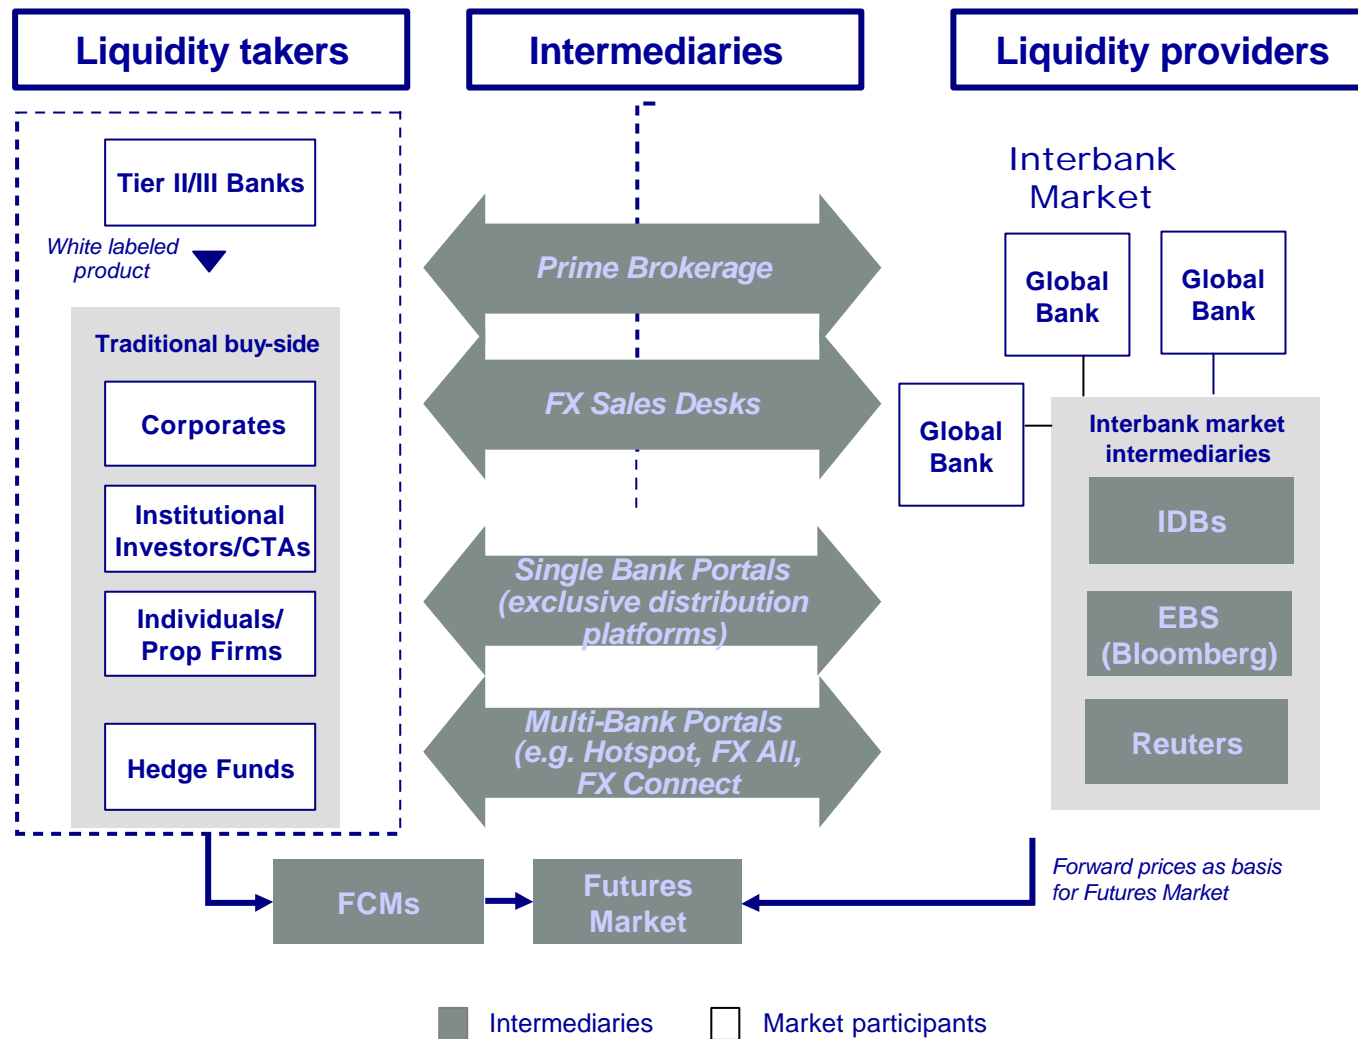 Liquidity takers
Intermediaries
Liquidity providers
Tier II/III Banks
White labeled
product
Traditional buy-side
Corporates
Institutional
Investors/CTAs
Individuals/
Prop Firms
Hedge Funds
Prime Brokerage
FX Sales Desks
Single Bank Portals
(exclusive distribution
platforms)
Multi-Bank Portals
(e.g. Hotspot, FX All,
FX Connect
Interbank
Market
Global
Bank
Global
Bank
Global
Bank
Interbank market
intermediaries
IDBs
EBS
(Bloomberg)
Reuters
FCMs
Futures
Market
Forward prices as basis
for Futures Market
Intermediaries
Market participants